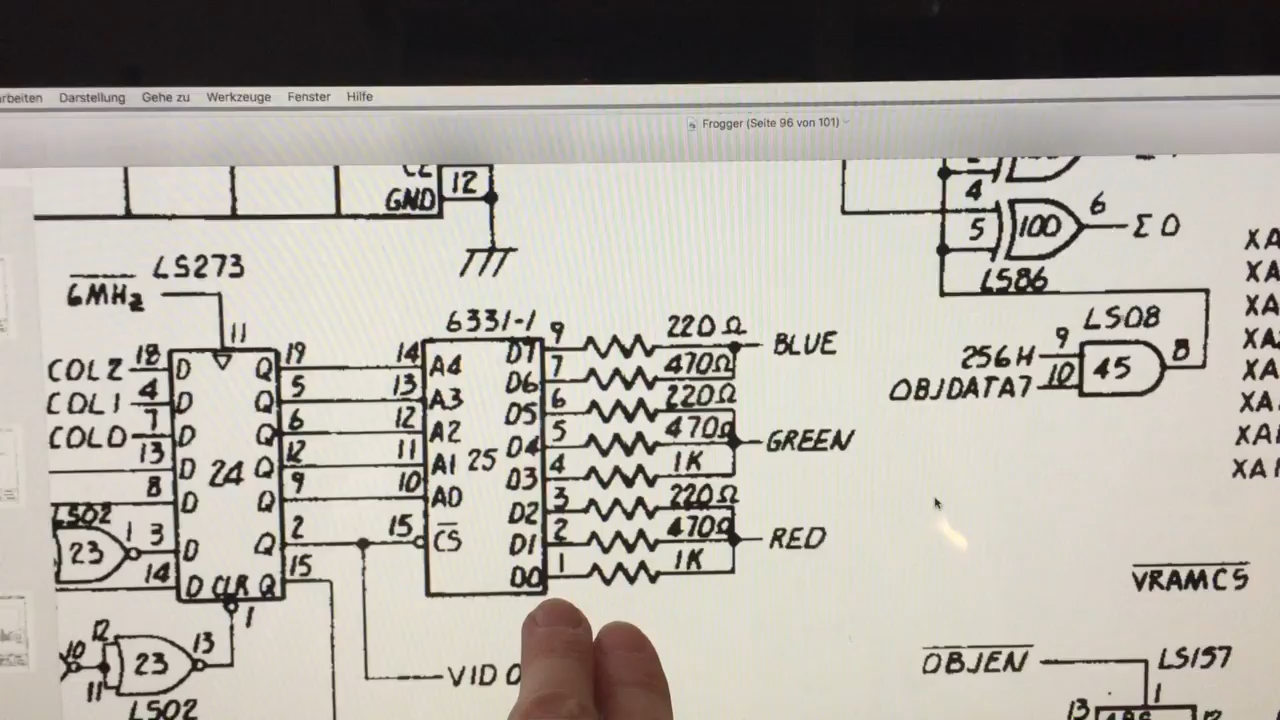 rbeiten Darstellung Gehe zu Werkzeuge Fenster Hilfe
Frogger (Seite 96 von 101)
GND 12
4
5 100 6 Σ0
LS86
LS273
6MHz
11
6331-1
LS08
256H 9
OBJDATA7 10 45 8
COL2 18 D Q 19 14 A4 D7 9 220Ω BLUE
COL1 4 D Q 5 13 A3 D6 7 470Ω
COL0 7 D Q 6 12 A2 D5 6 220Ω
13 D 24 Q 12 11 A1 25 D4 5 470Ω GREEN
8 D Q 9 10 A0 D3 4 1K
D2 3 220Ω
LS02
23 1 3 D Q 2 15 CS D1 2 470Ω RED
14 D CLR Q 15 D0 1 1K
1
10 12 11 23 13
LS02
VID
XA
XA
XA
XA
XA
XA
XA
XA
VRAMCS
OBJEN LS157
1
13